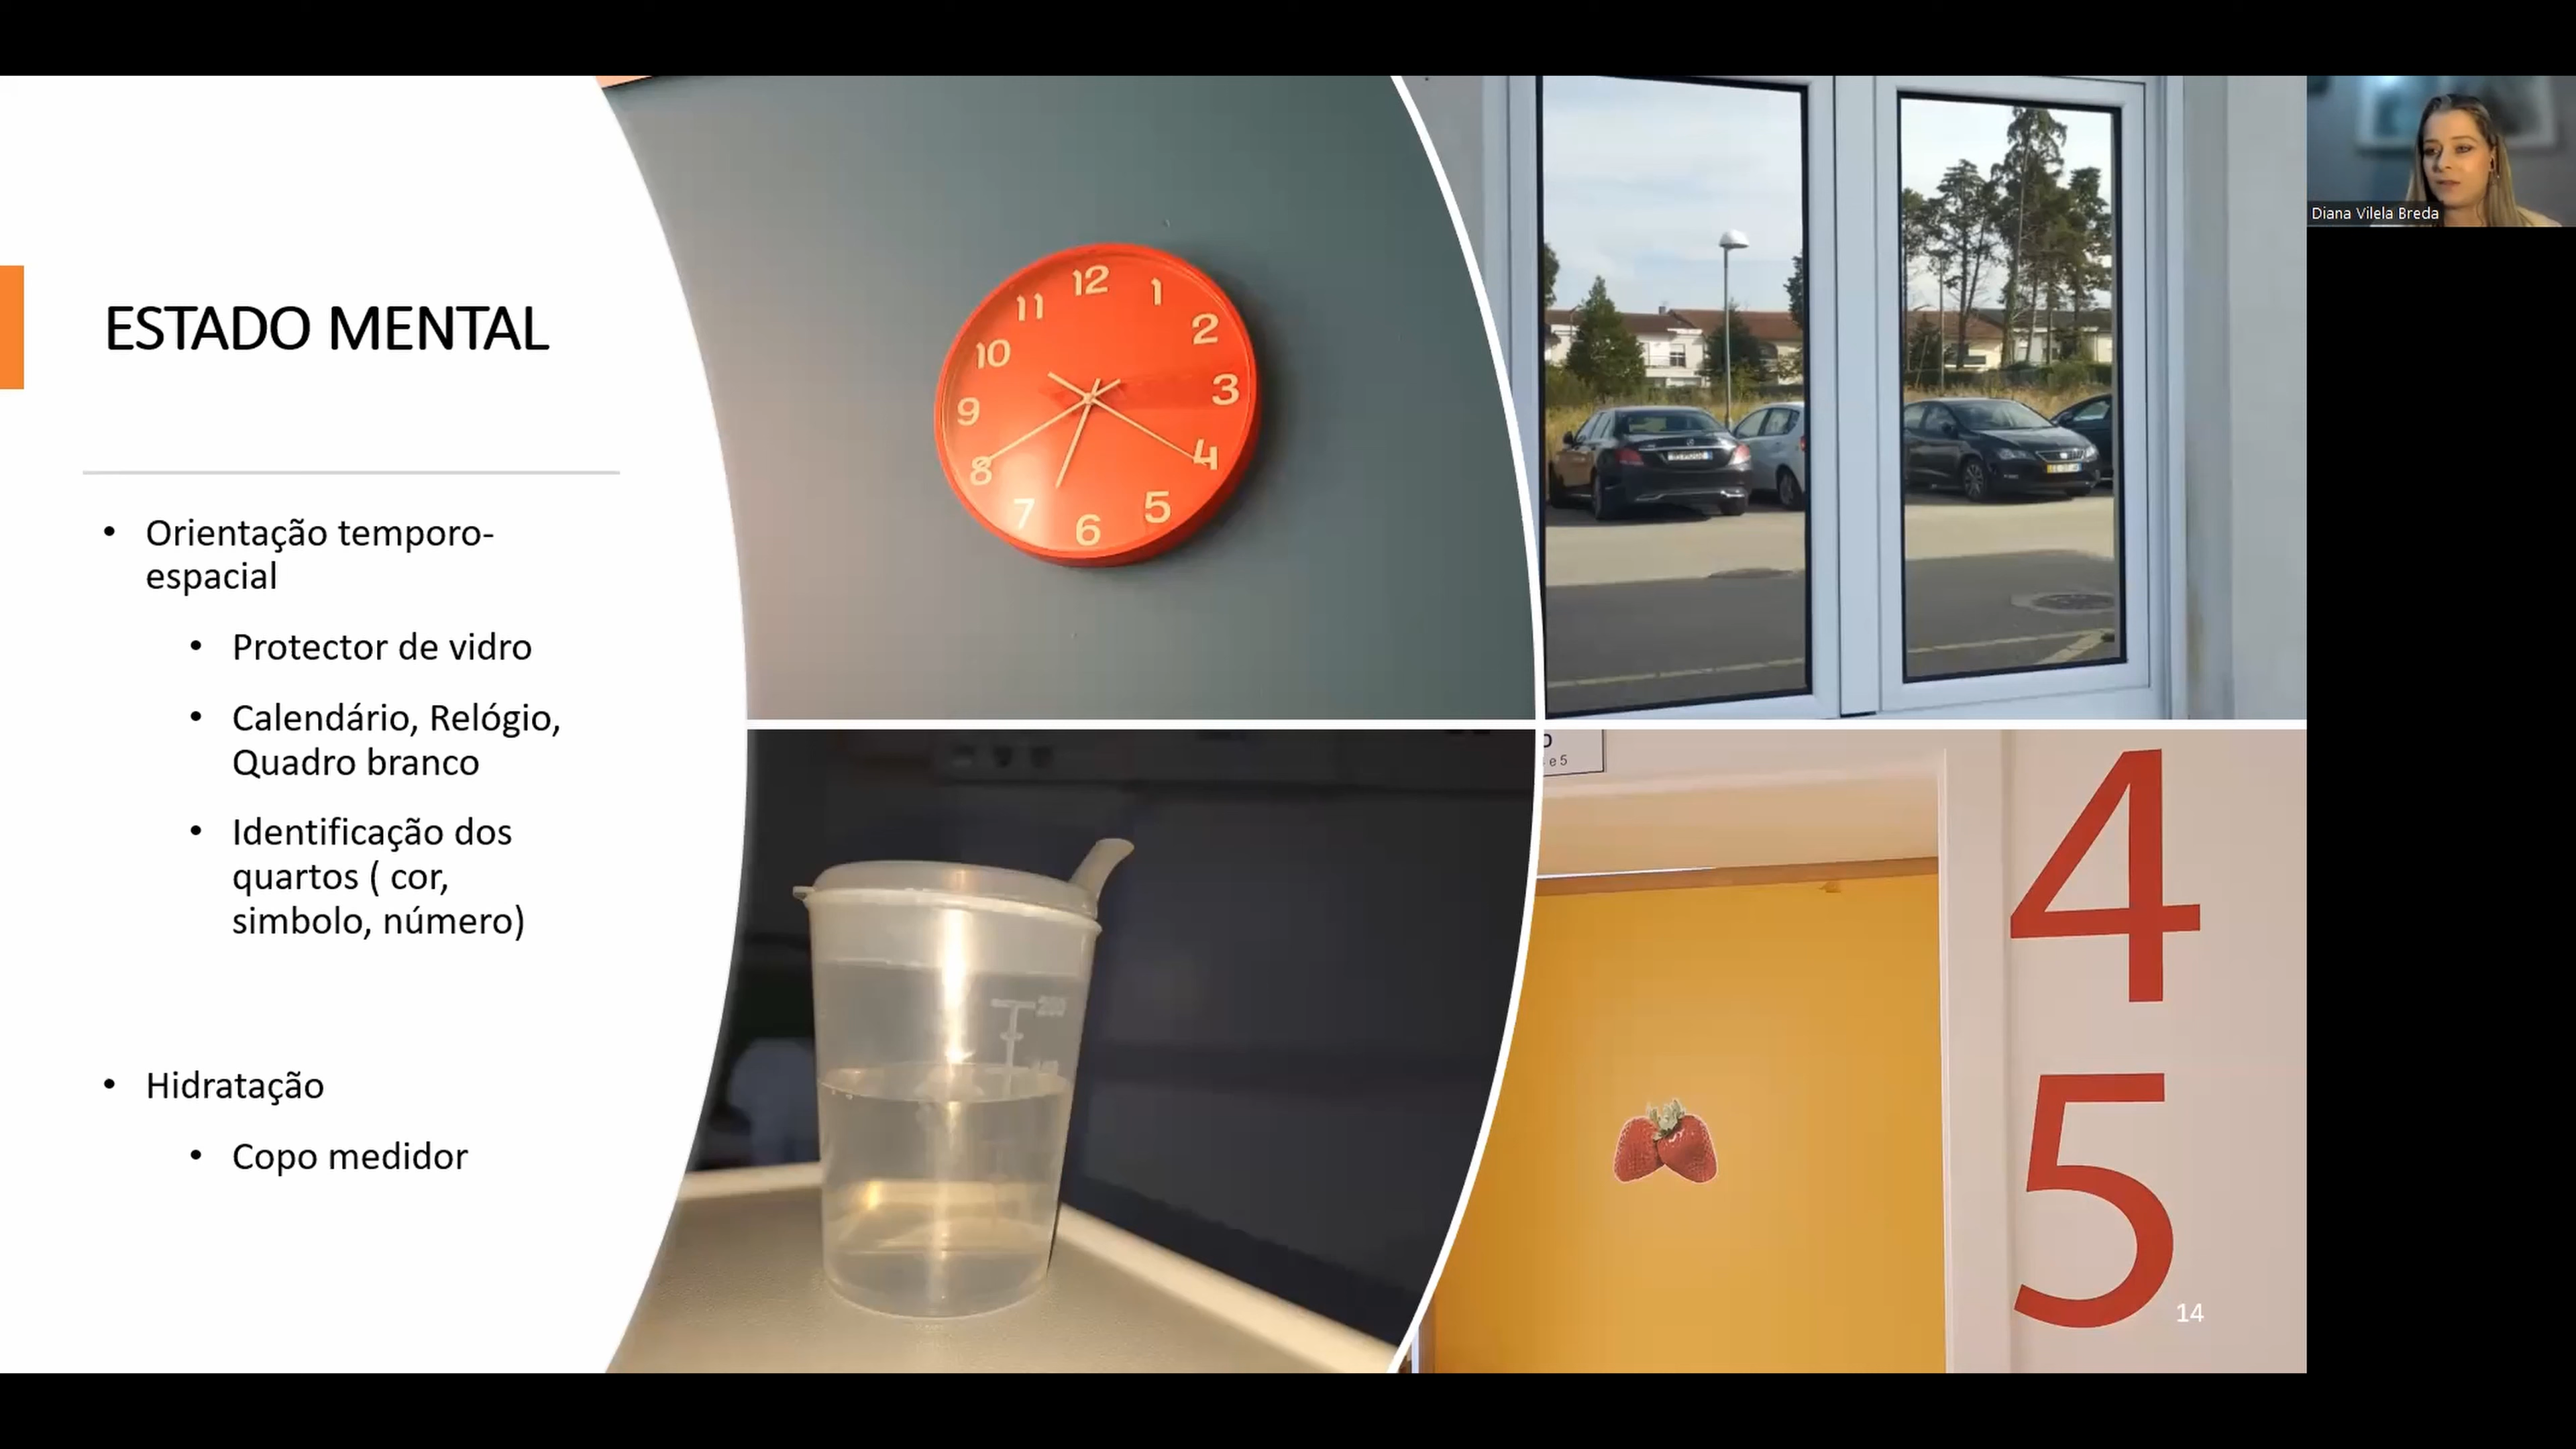 ESTADO MENTAL
• Orientação temporo-
espacial
• Protector de vidro
• Calendário, Relógio,
Quadro branco
• Identificação dos
quartos ( cor,
simbolo, número)
• Hidratação
• Copo medidor
12
1
2
3
4
5
6
7
8
9
10
11
200
e 5
4
5
14
Diana Vilela Breda